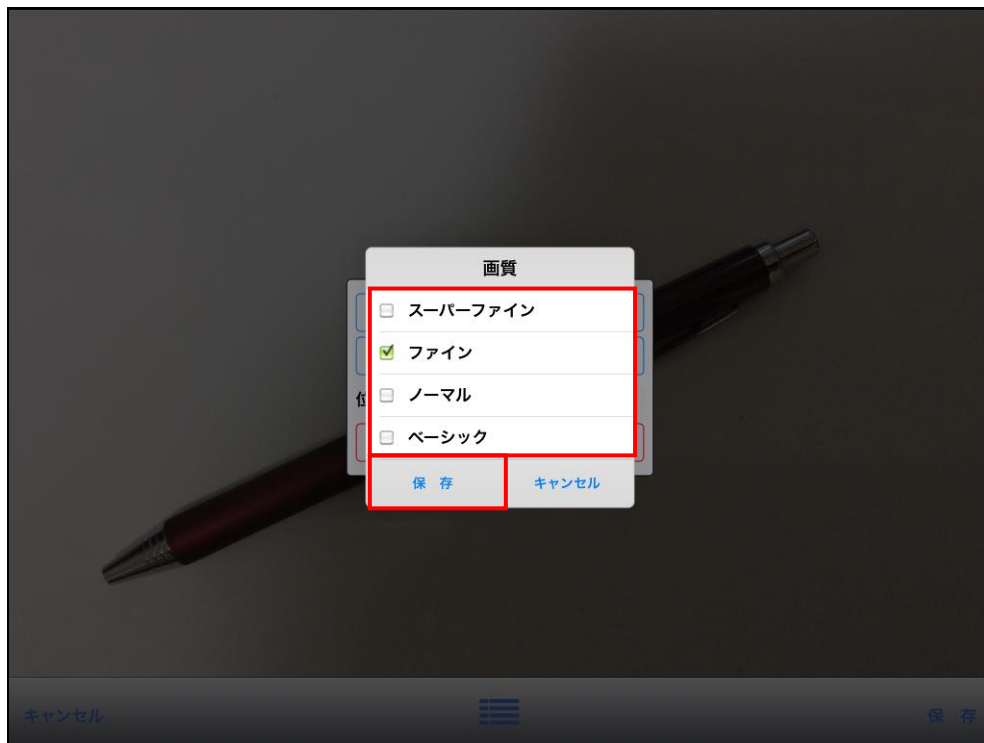 画質
スーパーファイン
ファイン
位
ノーマル
ベーシック
保 存
キャンセル
キャンセル
保 存